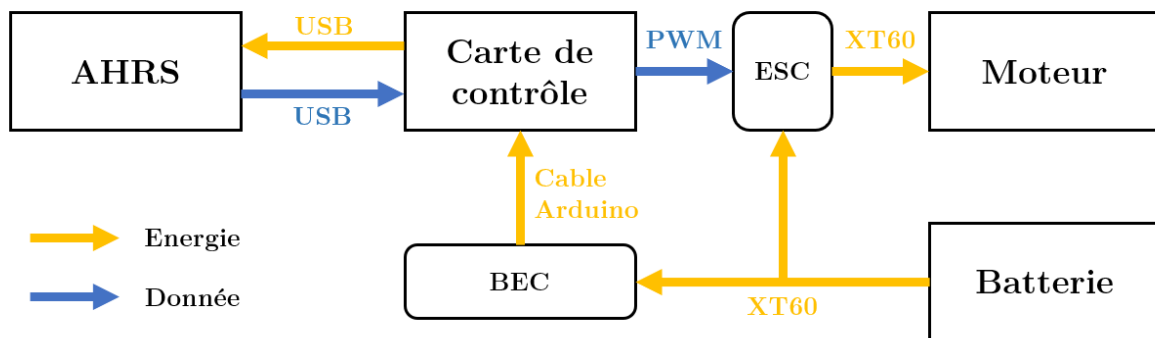 USB
PWM
XT60
AHRS
Carte de
contrôle
ESC
Moteur
USB
Cable
Arduino
Energie
BEC
Batterie
Donnée
XT60